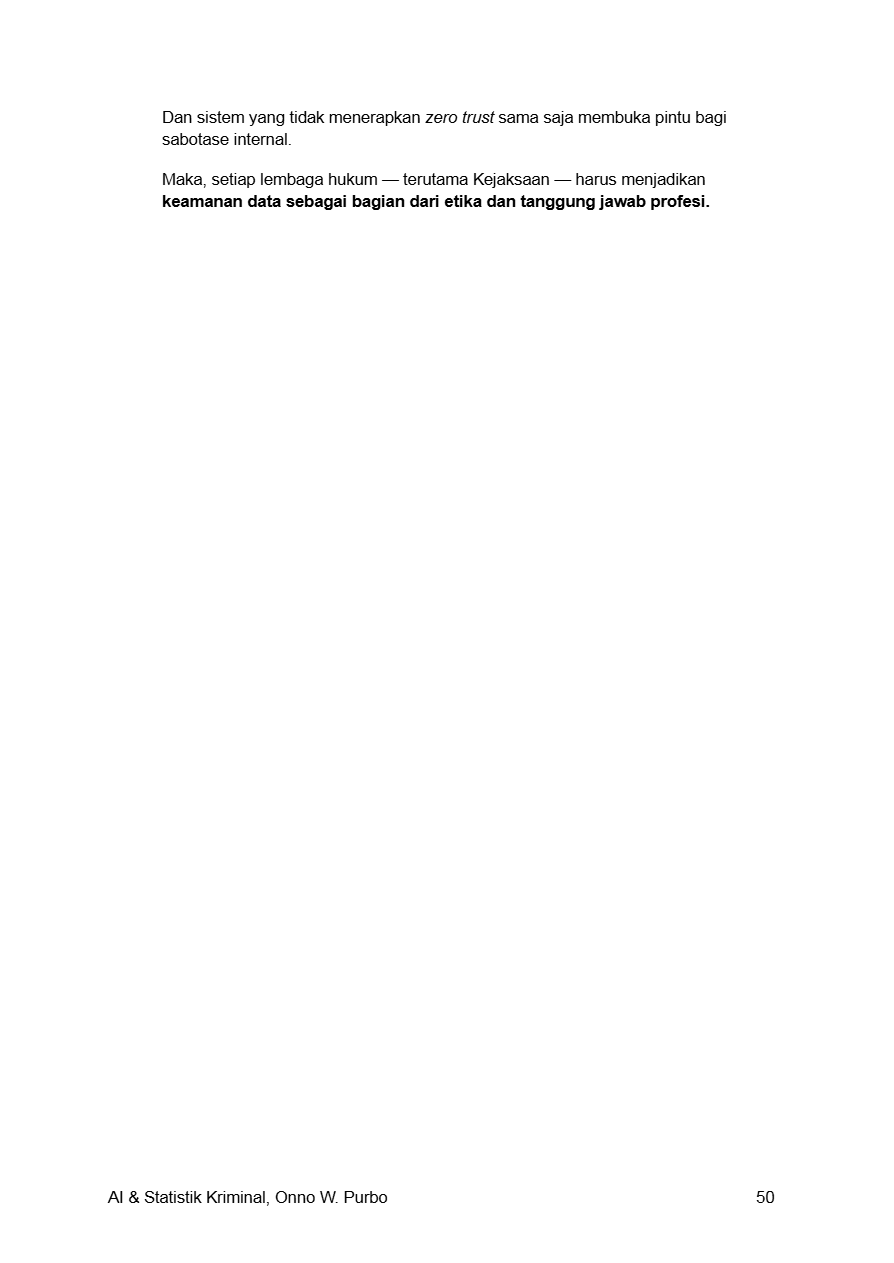 Dan sistem yang tidak menerapkan zero trust sama saja membuka pintu bagi
sabotase internal.
Maka, setiap lembaga hukum — terutama Kejaksaan — harus menjadikan
keamanan data sebagai bagian dari etika dan tanggung jawab profesi.
AI & Statistik Kriminal, Onno W. Purbo 50